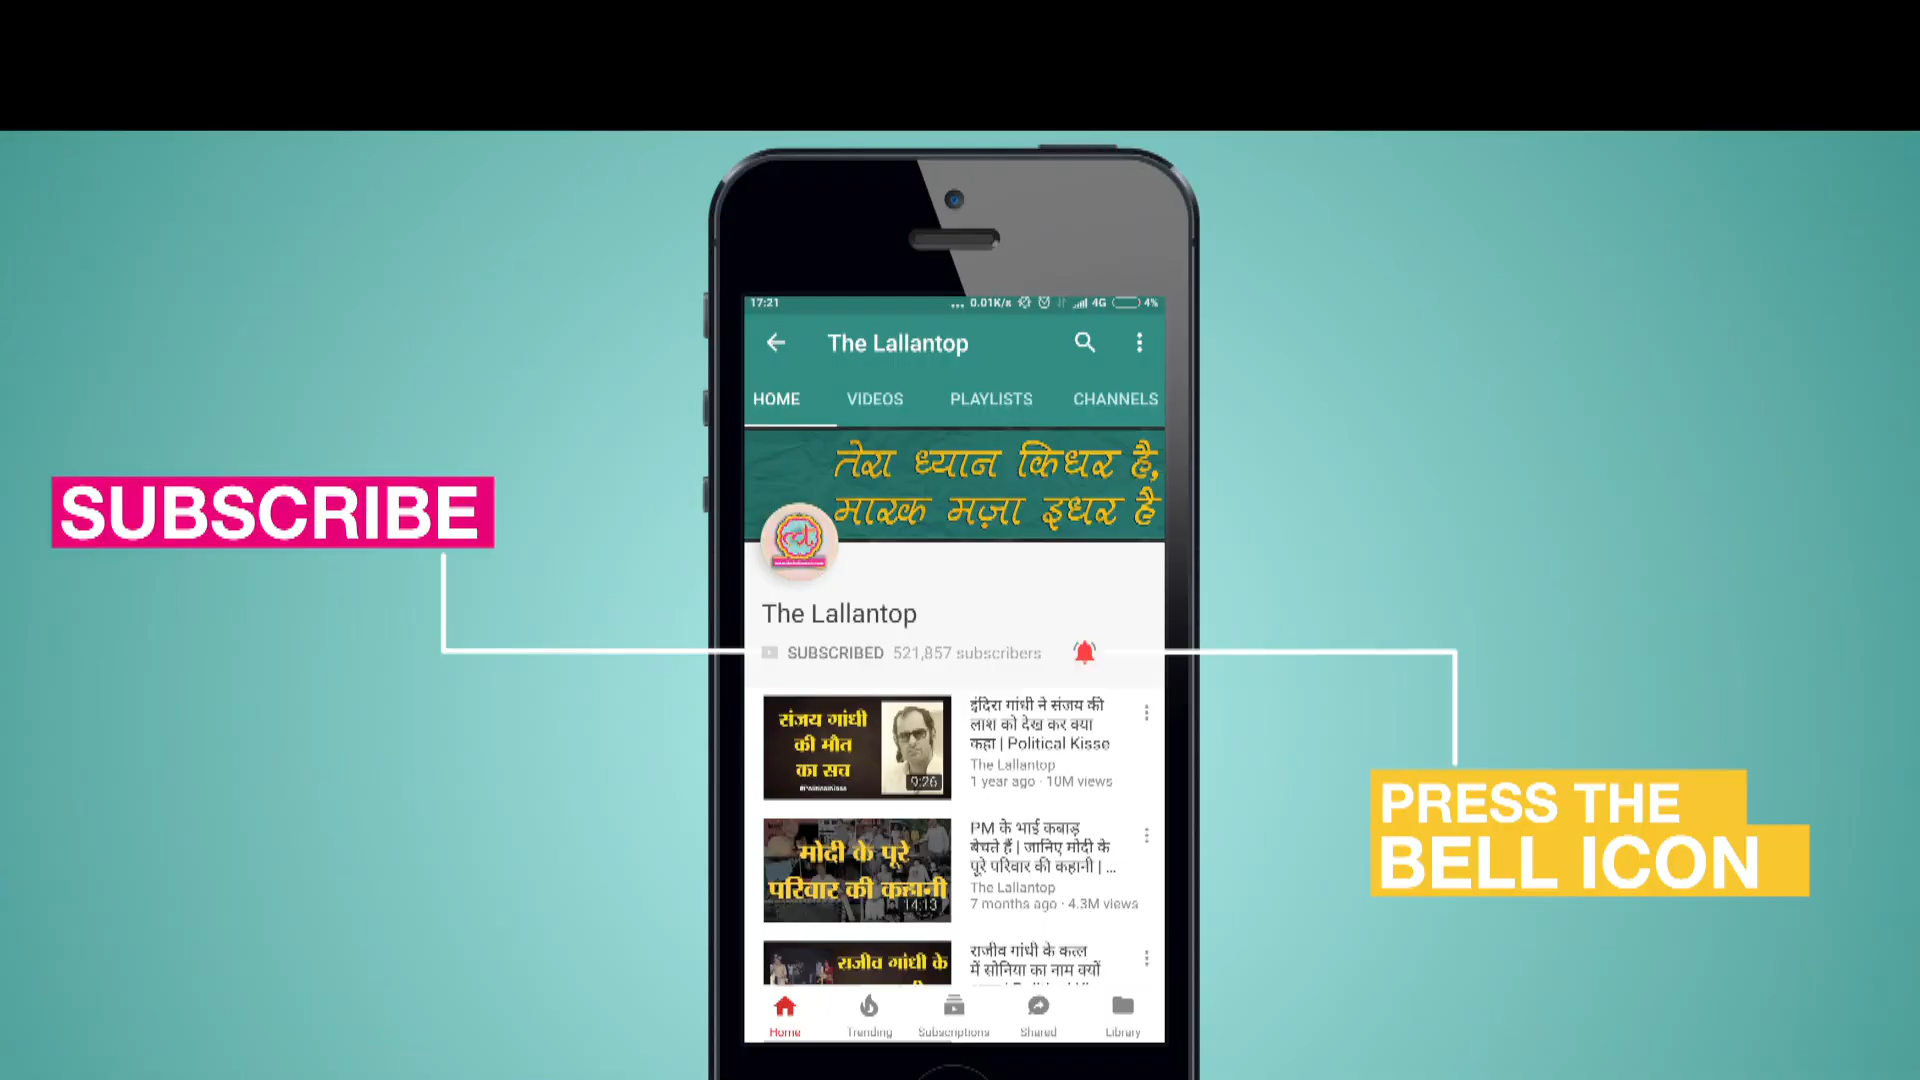 17:21 ... 0.01K/s 4G 4%
The Lallantop
HOME VIDEOS PLAYLISTS CHANNELS
तेरा ध्यान किधर है,
मारक मज़ा इधर है
SUBSCRIBE
The Lallantop
SUBSCRIBED 521,857 subscribers
संजय गांधी
की मौत
का सच
9:26
इंदिरा गांधी ने संजय की
लाश को देख कर क्या
कहा | Political Kisse
The Lallantop
1 year ago · 10M views
PRESS THE
BELL ICON
मोदी के पूरे
परिवार की कहानी
14:13
PM के भाई कबाड़
बेचते हैं | जानिए मोदी के
पूरे परिवार की कहानी | ...
The Lallantop
7 months ago · 4.3M views
राजीव गांधी के
राजीव गांधी के कत्ल
में सोनिया का नाम क्यों
Home Trending Subscriptions Shared Library